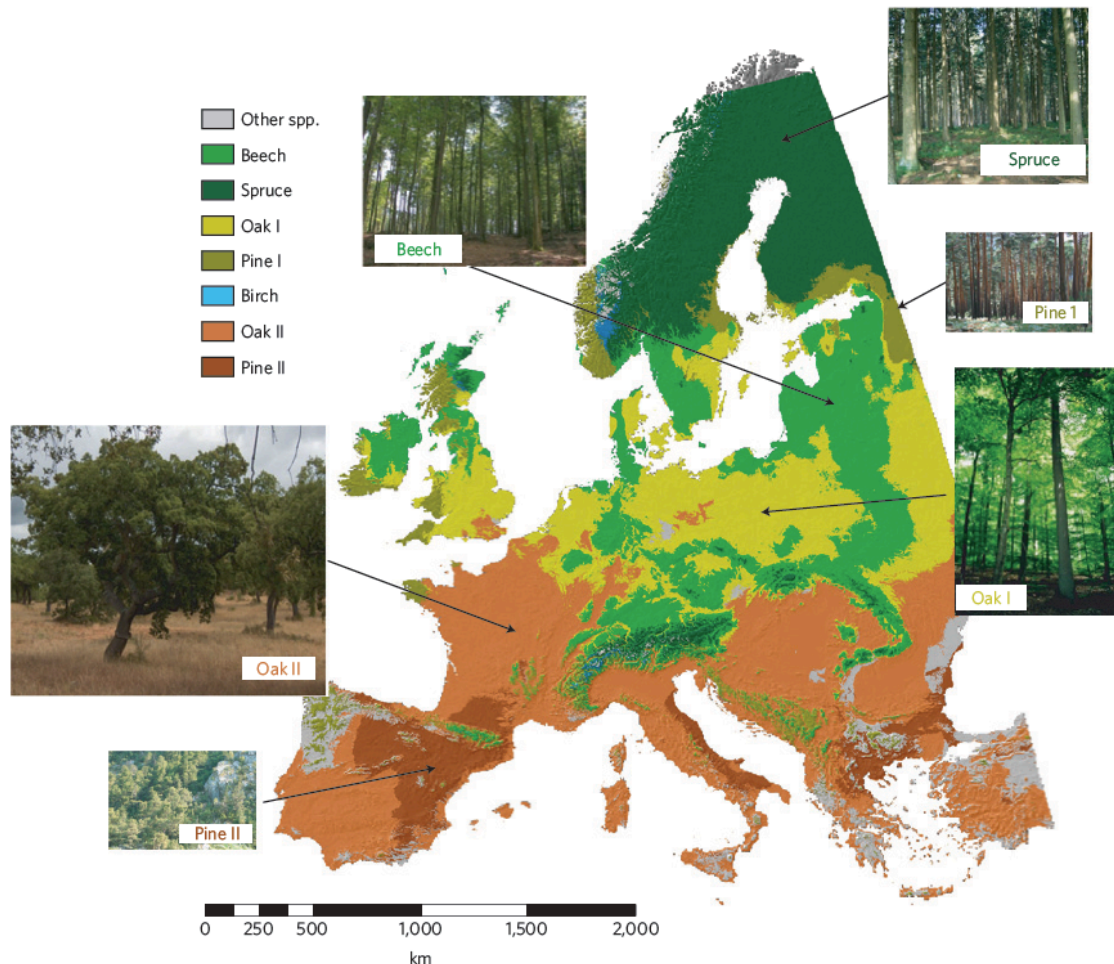 Other spp.
Beech
Spruce
Oak I
Pine I
Birch
Oak II
Pine II
Beech
Spruce
Pine 1
Oak I
Oak II
Pine II
0 250 500 1,000 1,500 2,000
km